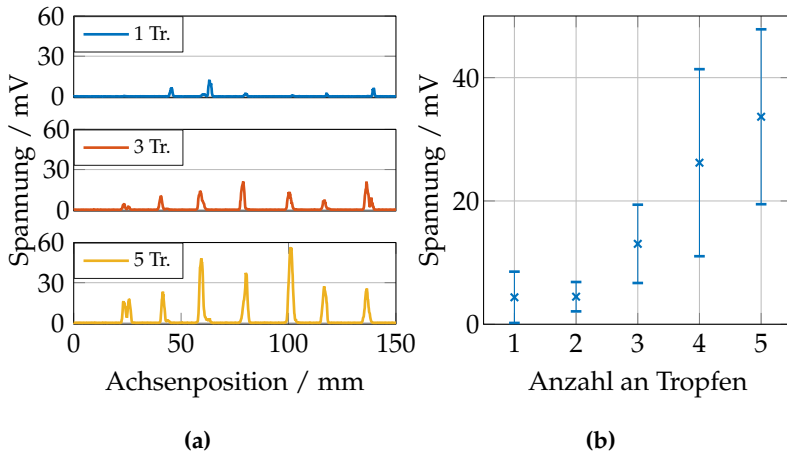 60
30
0
1 Tr.
60
30
0
3 Tr.
60
30
0
5 Tr.
0 50 100 150
Spannung / mV
Achsenposition / mm
(a)
40
20
0
1 2 3 4 5
Spannung / mV
Anzahl an Tropfen
(b)